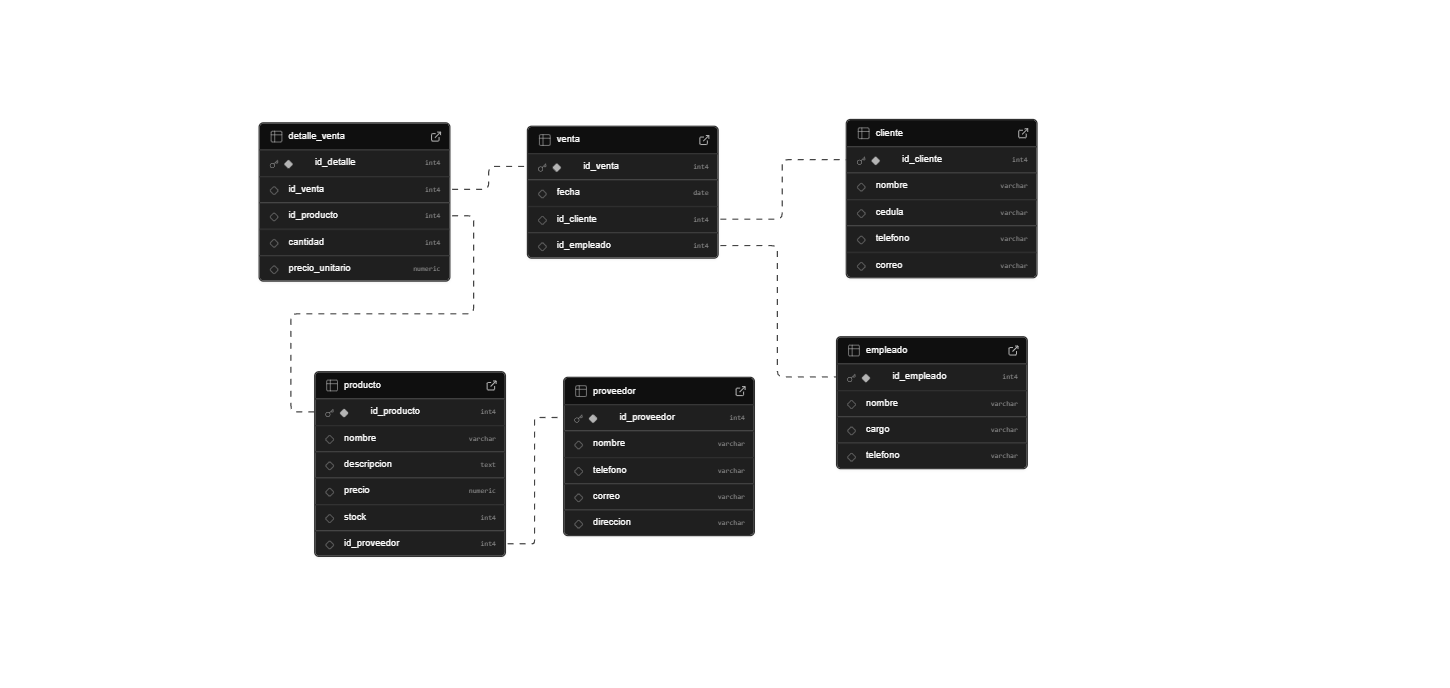 detalle_venta
id_detalle int4
id_venta int4
id_producto int4
cantidad int4
precio_unitario numeric
venta
id_venta int4
fecha date
id_cliente int4
id_empleado int4
cliente
id_cliente int4
nombre varchar
cedula varchar
telefono varchar
correo varchar
empleado
id_empleado int4
nombre varchar
cargo varchar
telefono varchar
producto
id_producto int4
nombre varchar
descripcion text
precio numeric
stock int4
id_proveedor int4
proveedor
id_proveedor int4
nombre varchar
telefono varchar
correo varchar
direccion varchar